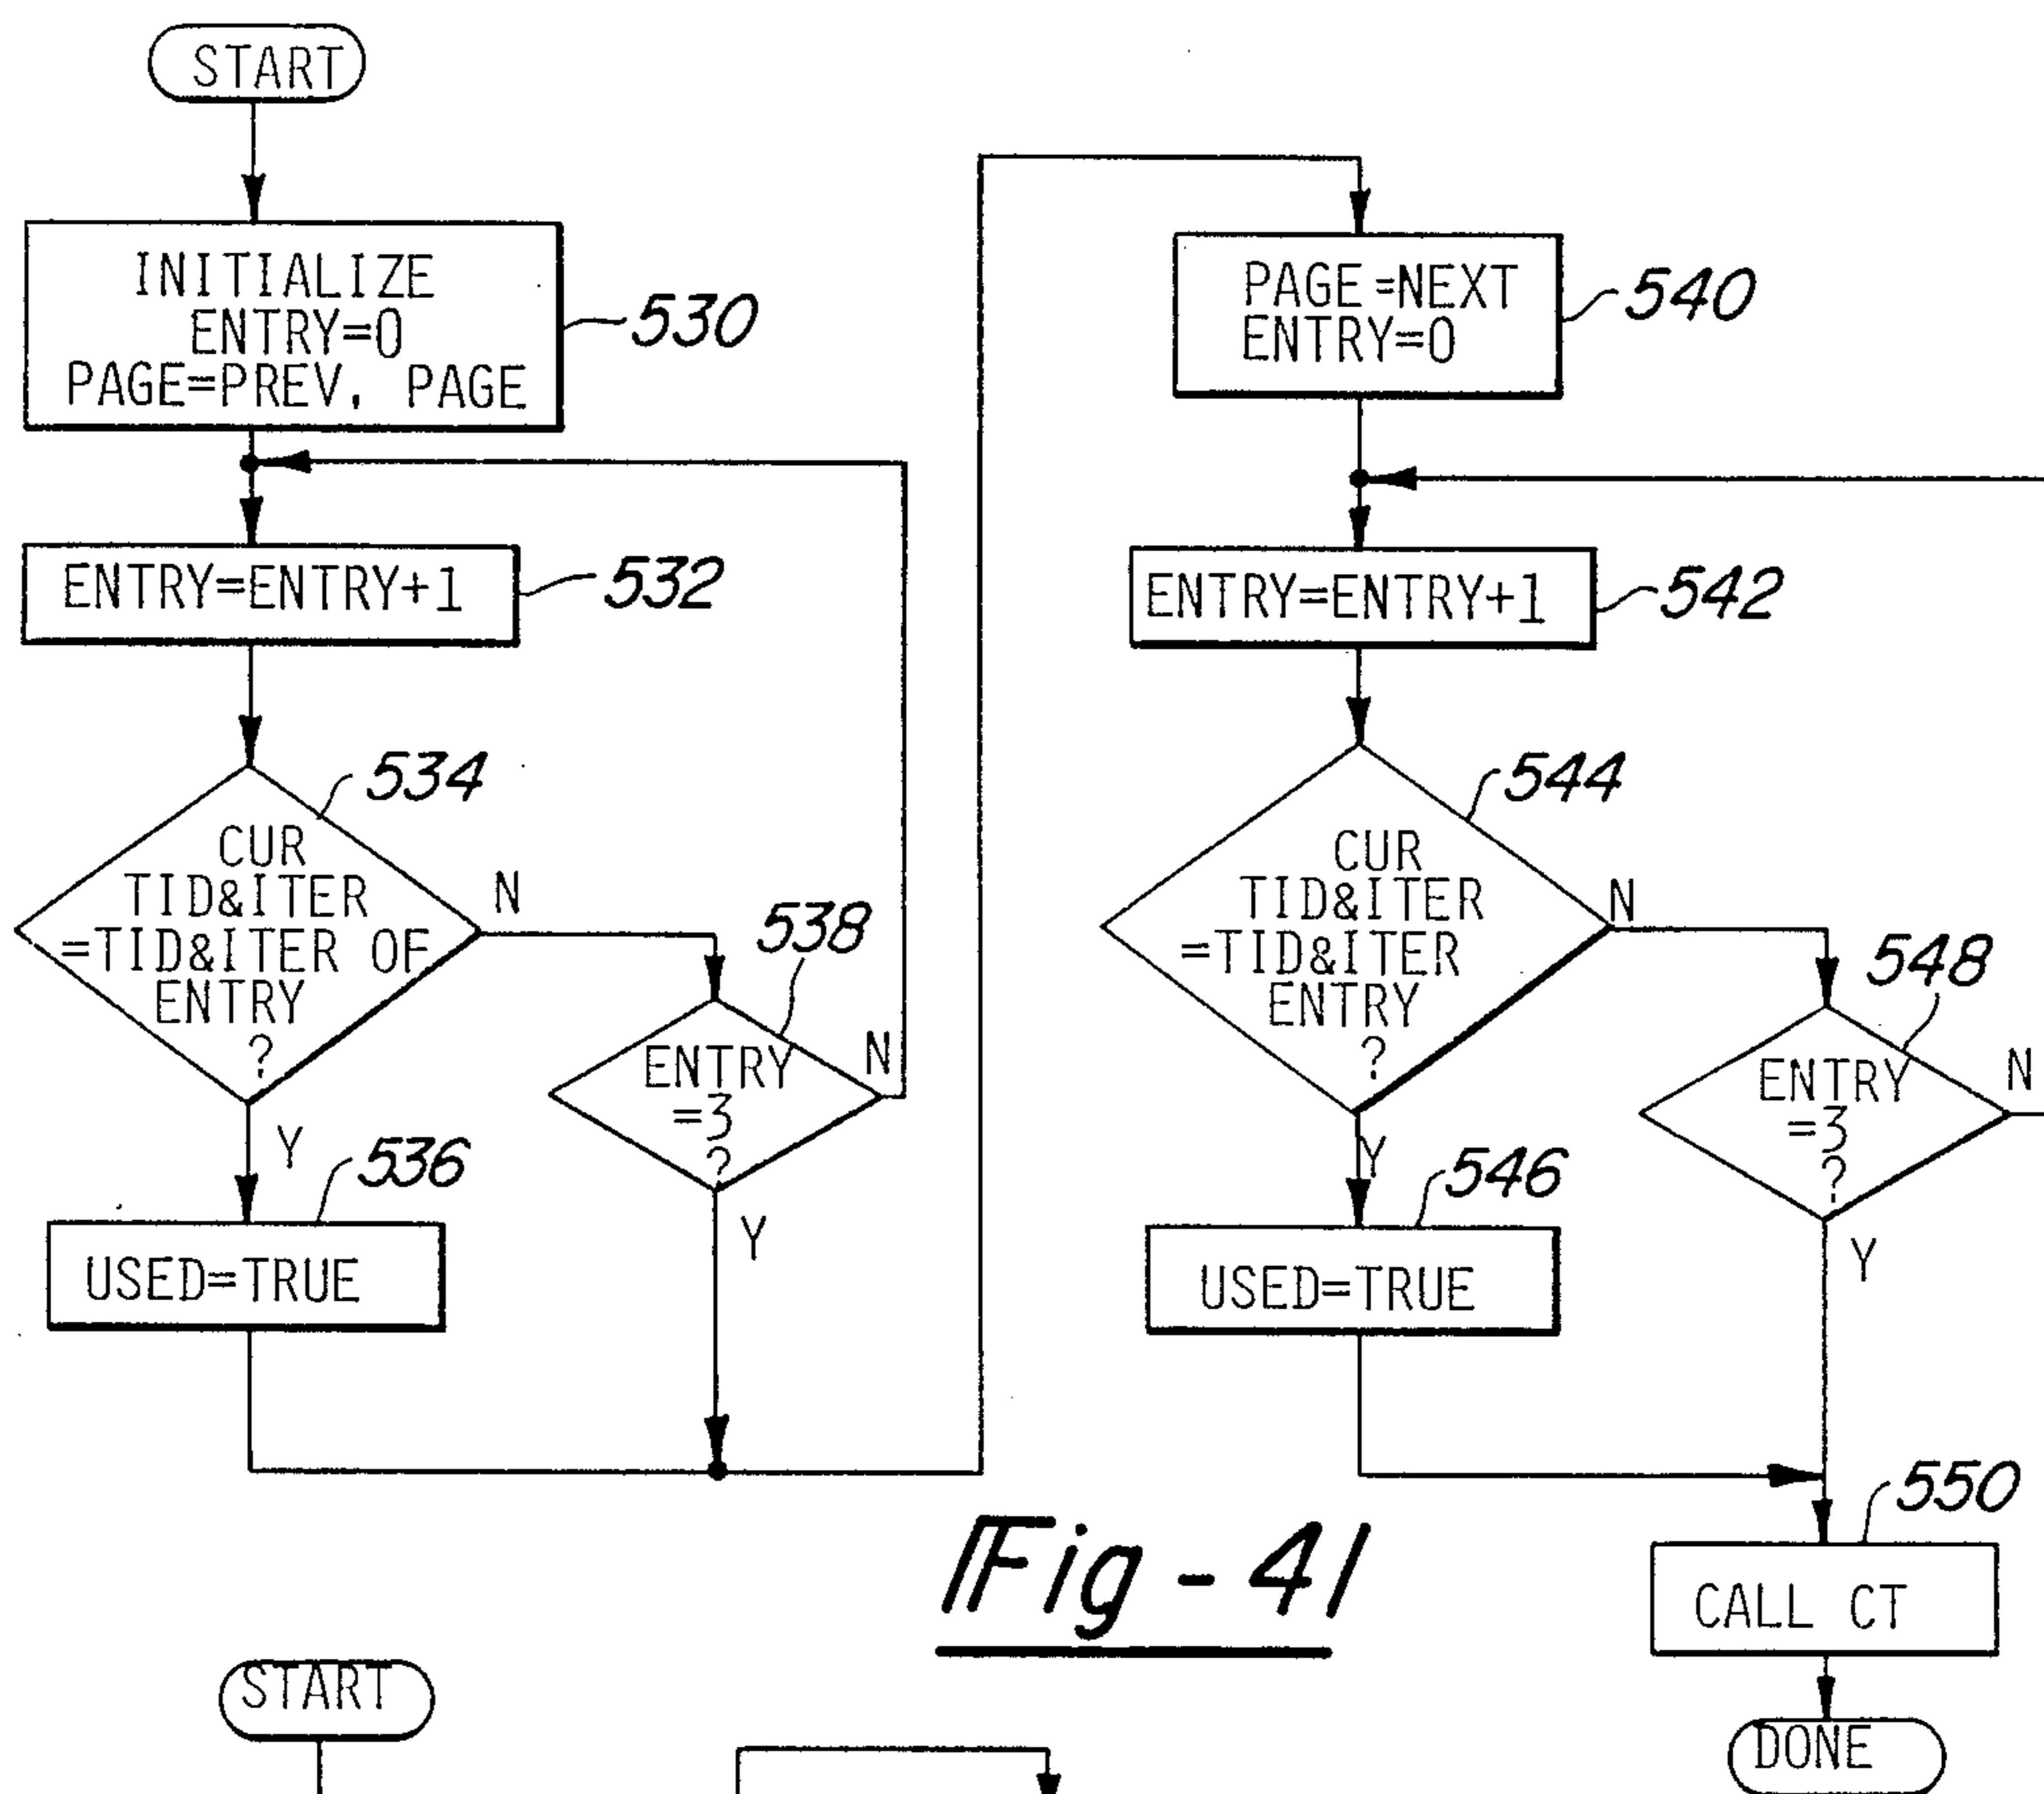 START
INITIALIZE
ENTRY=0
PAGE=PREV. PAGE
530
ENTRY=ENTRY+1
532
534
CUR
TID&ITER
=TID&ITER OF
ENTRY
?
N
Y
538
ENTRY
=3
?
N
Y
536
USED=TRUE
PAGE=NEXT
ENTRY=0
540
ENTRY=ENTRY+1
542
544
CUR
TID&ITER
=TID&ITER
ENTRY
?
N
Y
548
ENTRY
=3
?
N
Y
546
USED=TRUE
550
CALL CT
DONE
Fig-41
START